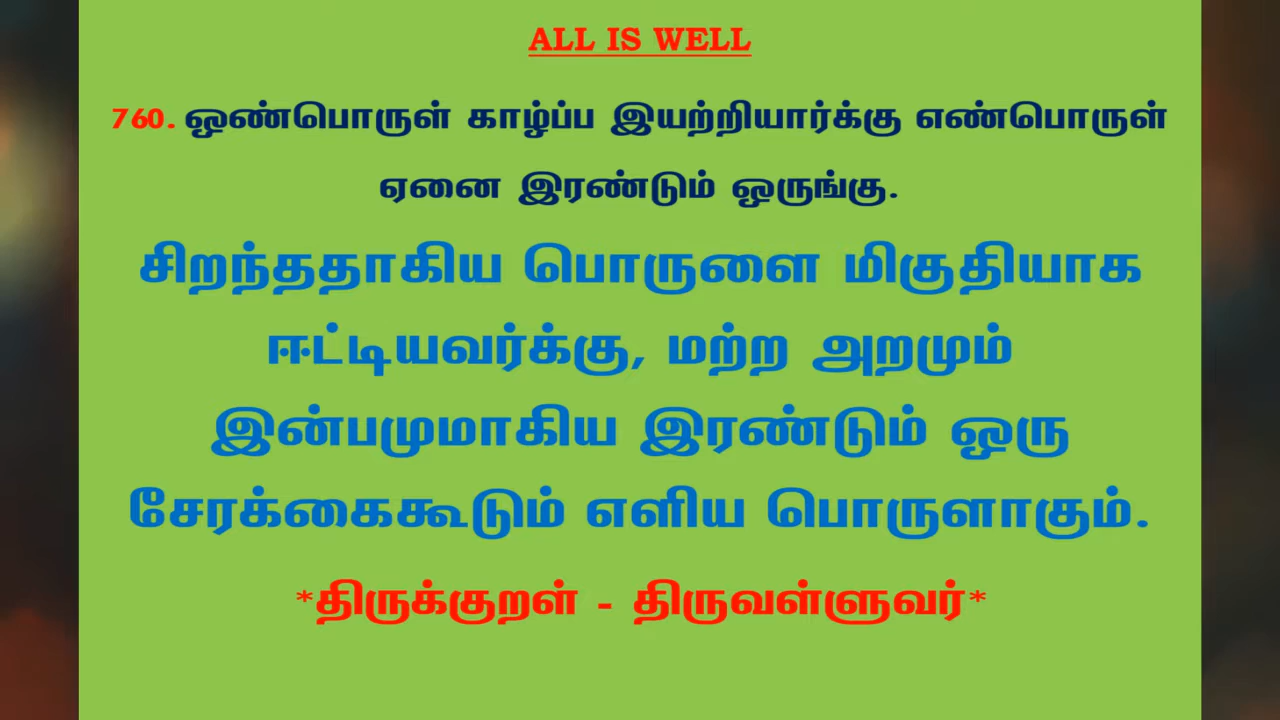 ALL IS WELL
760. ஒண்பொருள் காழ்ப்ப இயற்றியார்க்கு எண்பொருள்
ஏனை இரண்டும் ஒருங்கு.
சிறந்ததாகிய பொருளை மிகுதியாக
ஈட்டியவர்க்கு, மற்ற அறமும்
இன்பமுமாகிய இரண்டும் ஒரு
சேரக்கைகூடும் எளிய பொருளாகும்.
*திருக்குறள் - திருவள்ளுவர்*